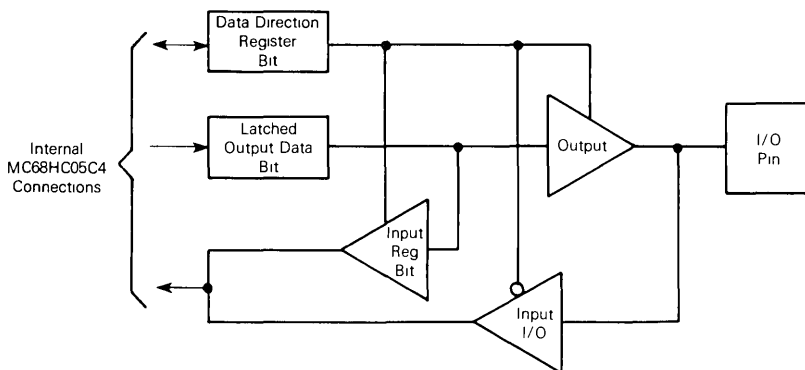 Data Direction
Register
Bit
Internal
MC68HC05C4
Connections
Latched
Output Data
Bit
Output
I/O
Pin
Input
Reg
Bit
Input
I/O